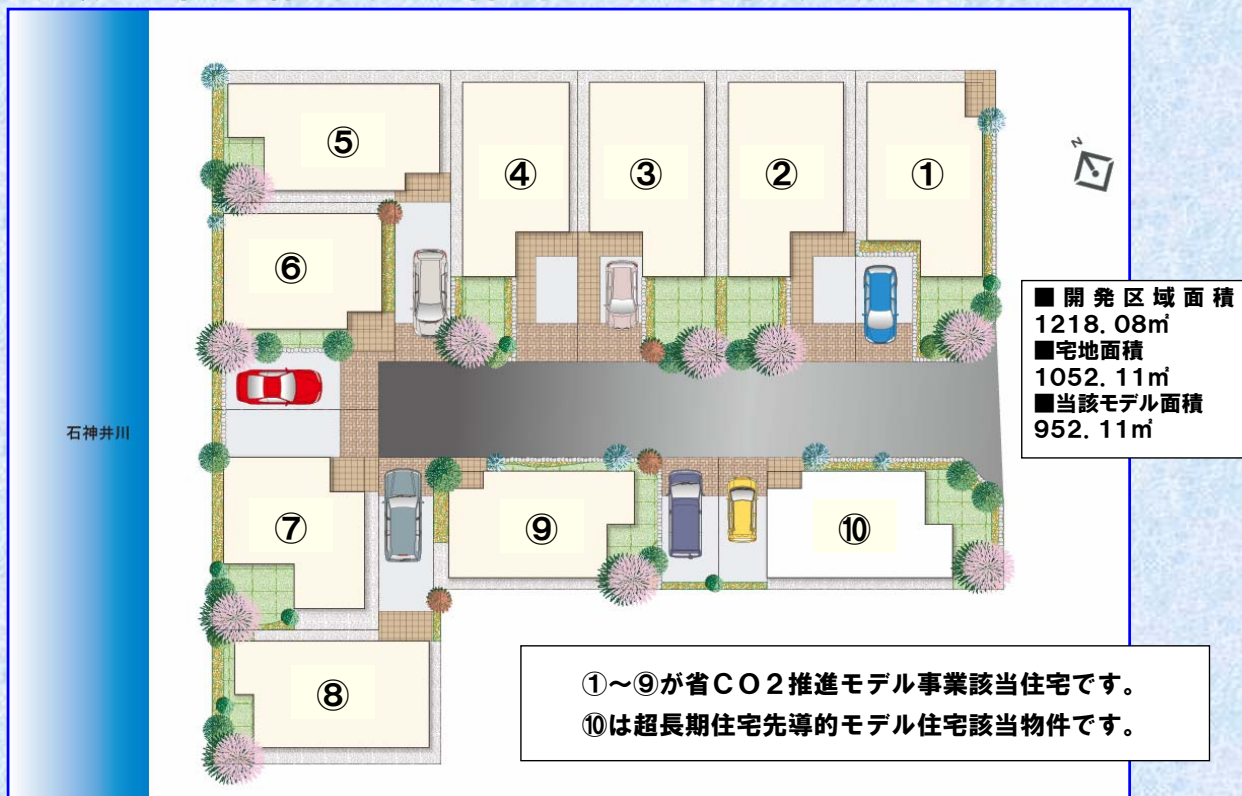 ⑤
④
③
②
①
N
⑥
■開発区域面積
1218．08㎡
■宅地面積
1052．11㎡
■当該モデル面積
952．11㎡
石神井川
⑦
⑨
⑩
⑧
①～⑨が省CO2推進モデル事業該当住宅です。
⑩は超長期住宅先導的モデル住宅該当物件です。